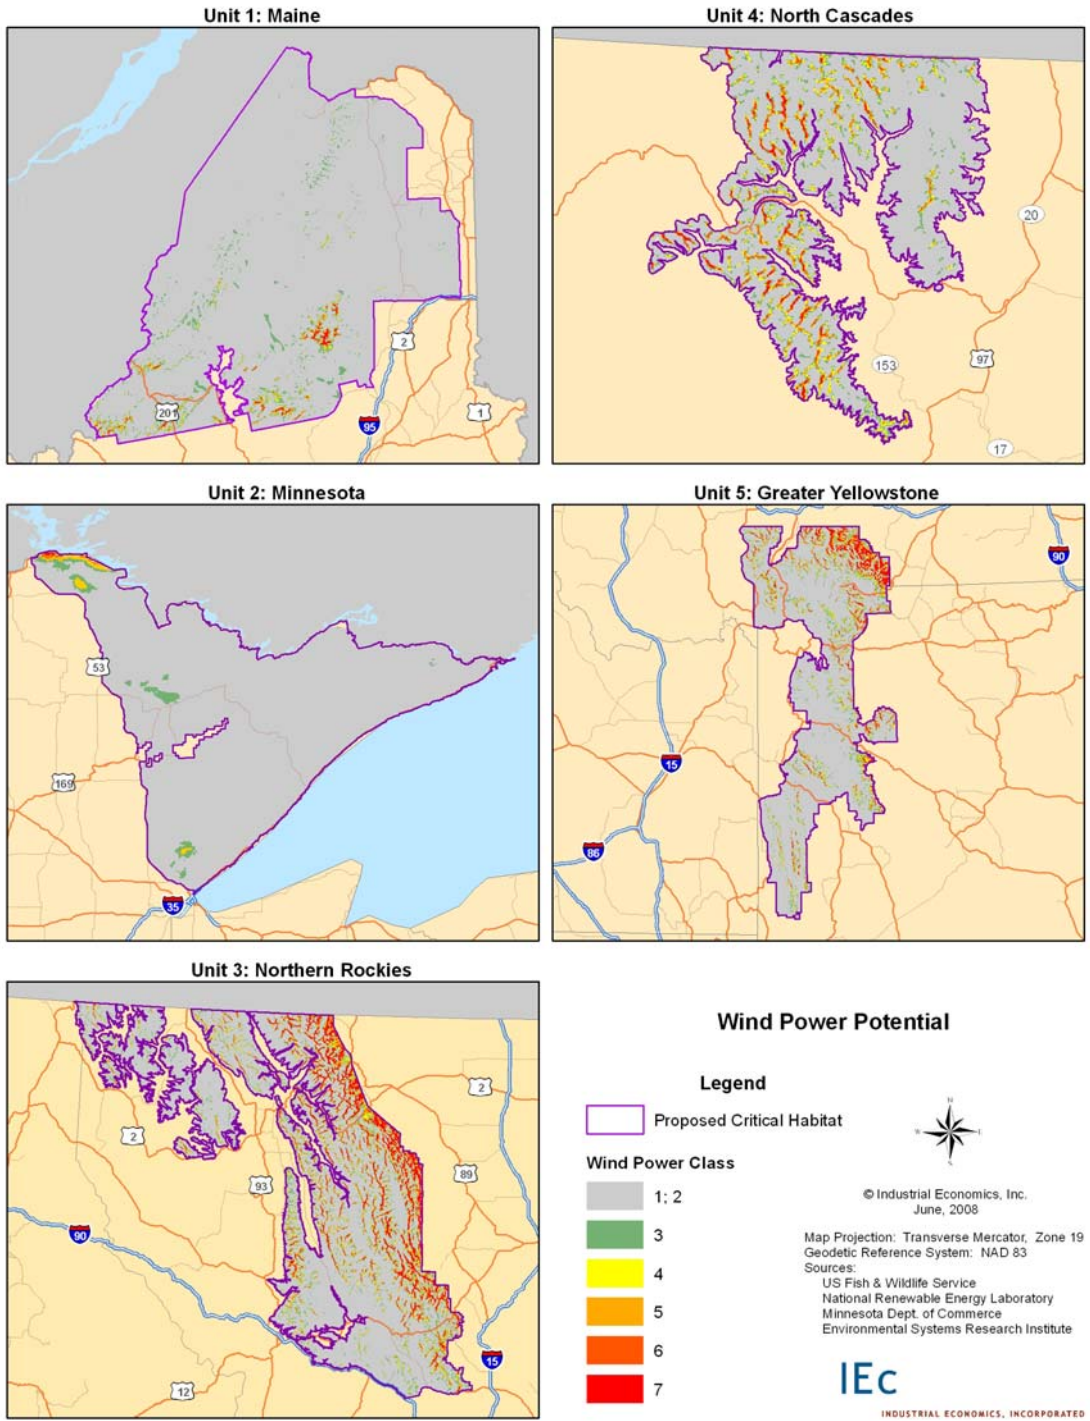 Unit 1: Maine
2
201
1
95
Unit 4: North Cascades
20
153
97
17
Unit 2: Minnesota
53
169
35
Unit 5: Greater Yellowstone
90
15
86
Unit 3: Northern Rockies
2
2
93
89
90
12
15
Wind Power Potential
Legend
Proposed Critical Habitat
Wind Power Class
1; 2
3
4
5
6
7
N
W
E
S
© Industrial Economics, Inc.
June, 2008
Map Projection: Transverse Mercator, Zone 19
Geodetic Reference System: NAD 83
Sources:
US Fish & Wildlife Service
National Renewable Energy Laboratory
Minnesota Dept. of Commerce
Environmental Systems Research Institute
IEc
INDUSTRIAL ECONOMICS, INCORPORATED